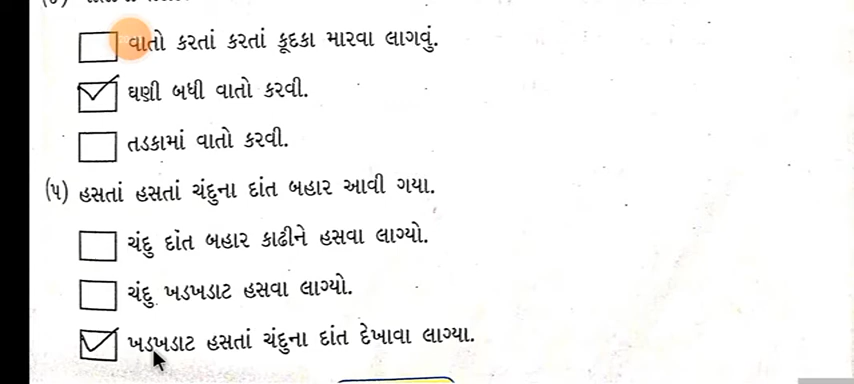 વાતો કરતાં કરતાં કૂદકા મારવા લાગવું.
ઘણી બધી વાતો કરવી.
તડકામાં વાતો કરવી.
(૫) હસતાં હસતાં ચંદુના દાંત બહાર આવી ગયા.
ચંદુ દાંત બહાર કાઢીને હસવા લાગ્યો.
ચંદુ ખડખડાટ હસવા લાગ્યો.
ખડખડાટ હસતાં ચંદુના દાંત દેખાવા લાગ્યા.